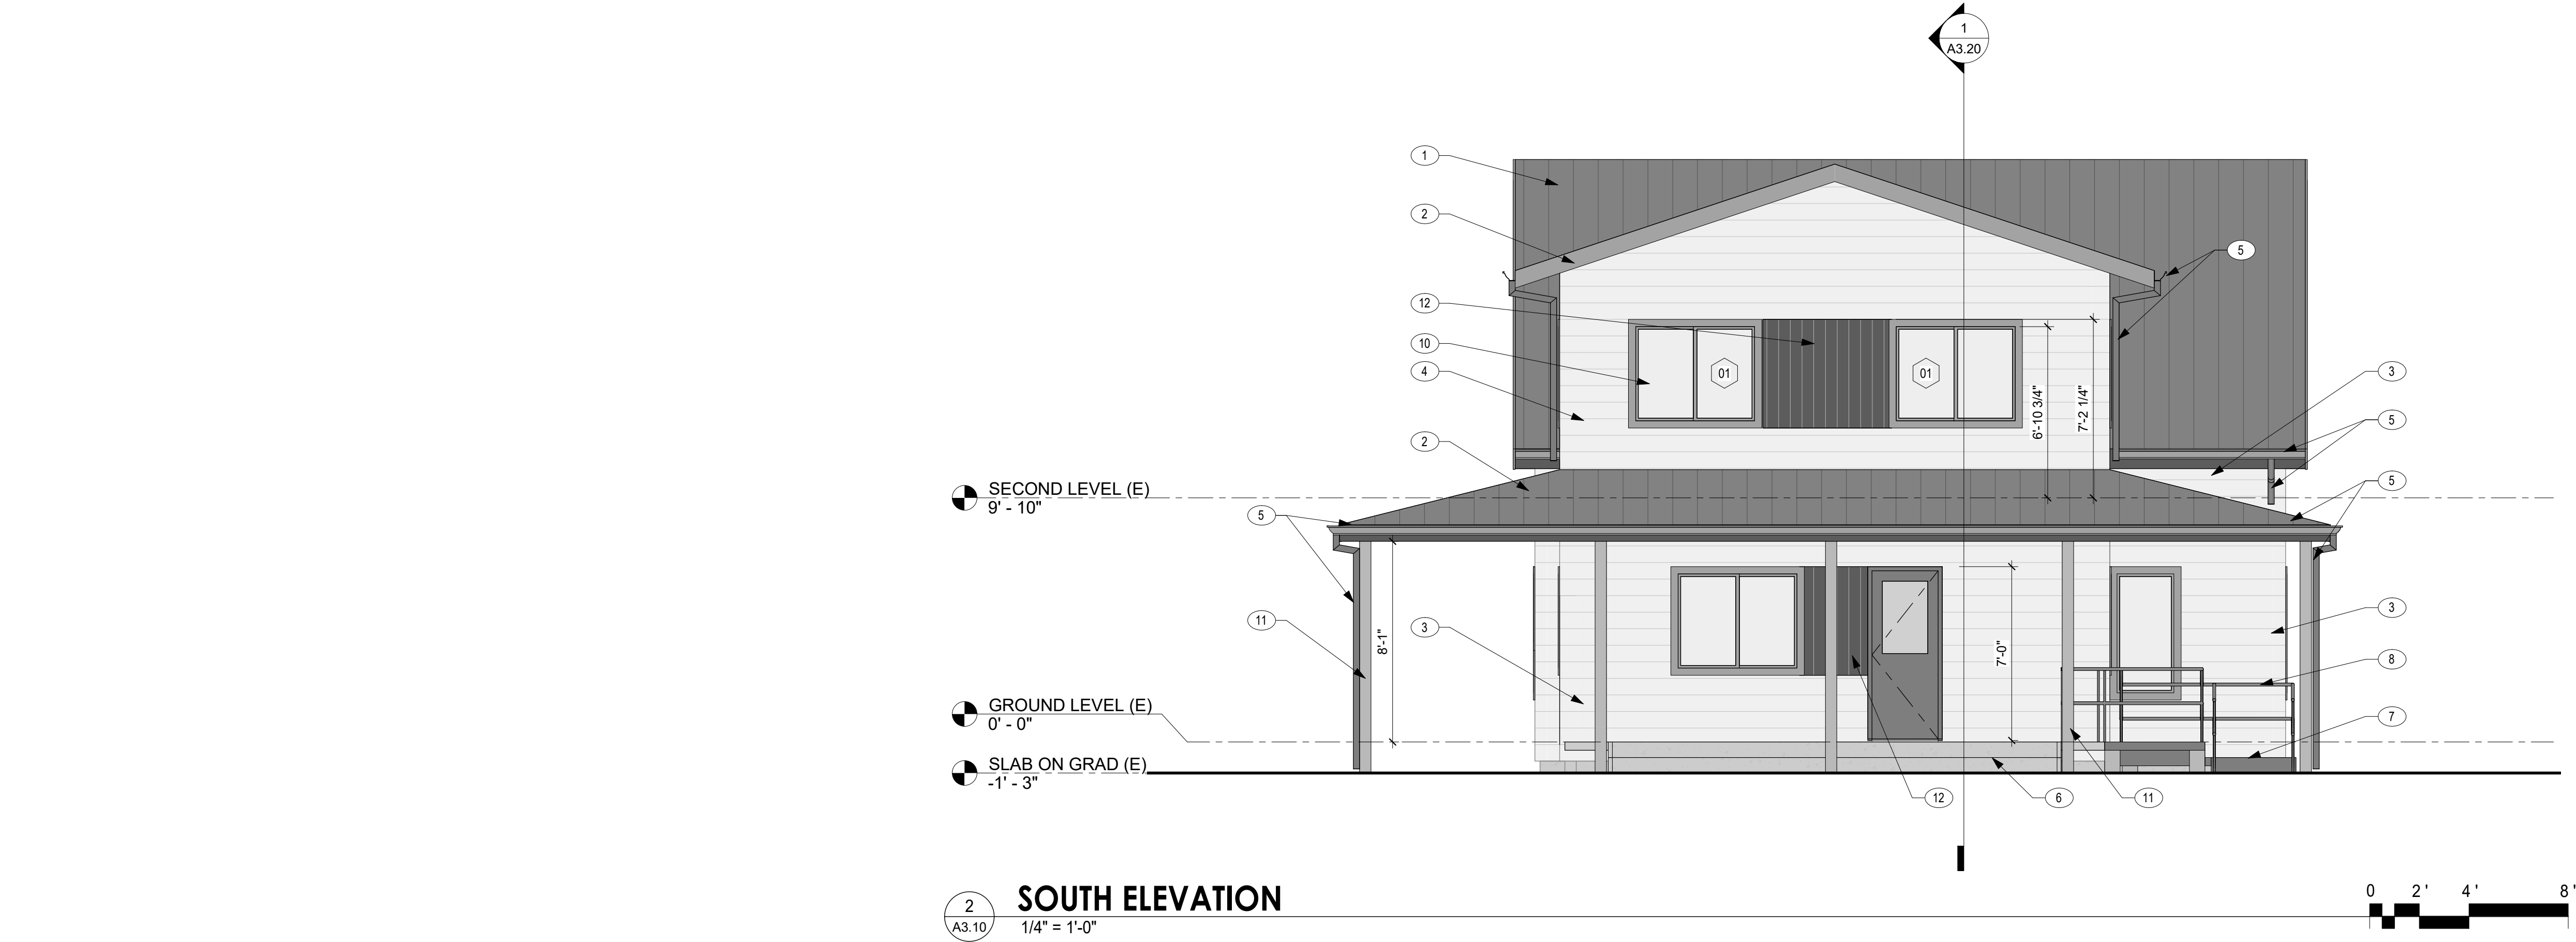 1
A3.20
1
2
5
12
10
4
01
01
3
6'-10 3/4"
7'-2 1/4"
5
2
SECOND LEVEL (E)
9' - 10"
5
5
3
11
3
8'-1"
7'-0"
8
GROUND LEVEL (E)
0' - 0"
7
SLAB ON GRAD (E)
-1' - 3"
12
6
11
2
A3.10
SOUTH ELEVATION
1/4" = 1'-0"
0 2' 4' 8'